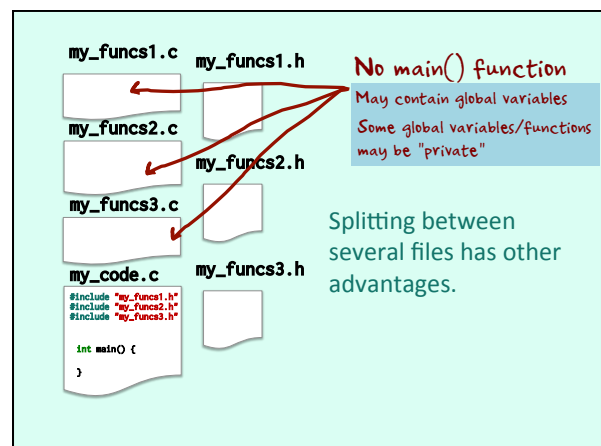 my_funcs1.c
my_funcs1.h
my_funcs2.c
my_funcs2.h
my_funcs3.c
my_funcs3.h
my_code.c
#include "my_funcs1.h"
#include "my_funcs2.h"
#include "my_funcs3.h"
int main() {
}
No main() function
May contain global variables
Some global variables/functions
may be "private"
Splitting between
several files has other
advantages.